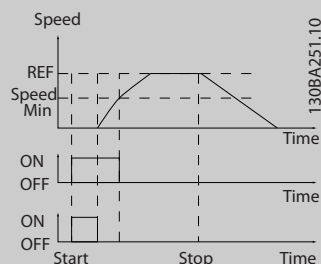 Speed
REF
Speed
Min
Time
ON
OFF
Time
ON
OFF
Start
Stop
Time
130BA251.10